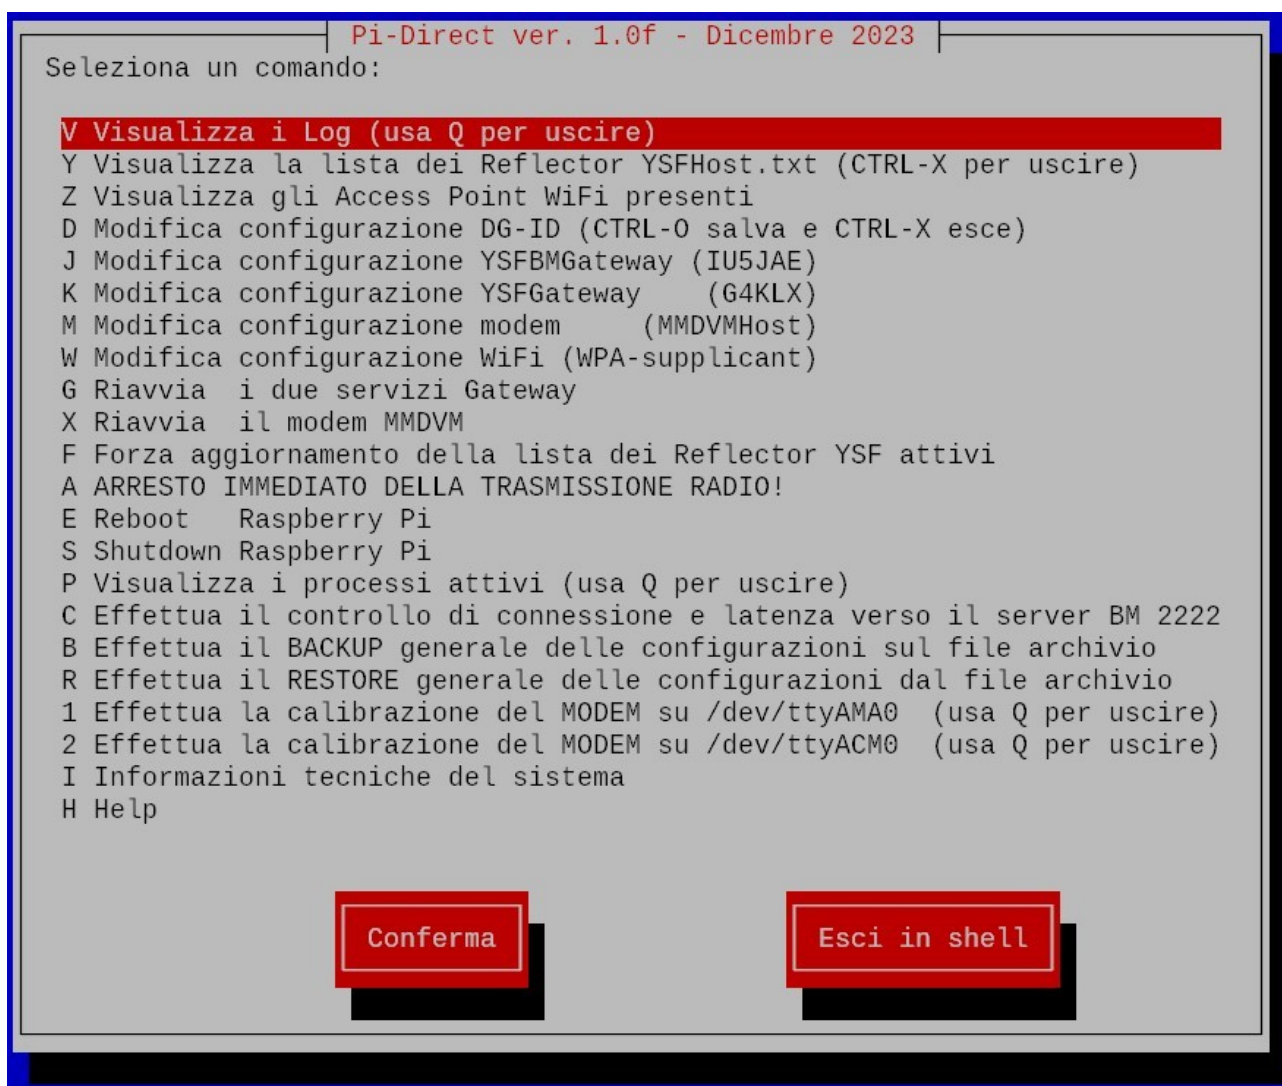 Pi-Direct ver. 1.0f - Dicembre 2023
Seleziona un comando:
V Visualizza i Log (usa Q per uscire)
Y Visualizza la lista dei Reflector YSFHost.txt (CTRL-X per uscire)
Z Visualizza gli Access Point WiFi presenti
D Modifica configurazione DG-ID (CTRL-O salva e CTRL-X esce)
J Modifica configurazione YSFBMGateway (IU5JAE)
K Modifica configurazione YSFGateway    (G4KLX)
M Modifica configurazione modem     (MMDVMHost)
W Modifica configurazione WiFi (WPA-supplicant)
G Riavvia  i due servizi Gateway
X Riavvia  il modem MMDVM
F Forza aggiornamento della lista dei Reflector YSF attivi
A ARRESTO IMMEDIATO DELLA TRASMISSIONE RADIO!
E Reboot   Raspberry Pi
S Shutdown Raspberry Pi
P Visualizza i processi attivi (usa Q per uscire)
C Effettua il controllo di connessione e latenza verso il server BM 2222
B Effettua il BACKUP generale delle configurazioni sul file archivio
R Effettua il RESTORE generale delle configurazioni dal file archivio
1 Effettua la calibrazione del MODEM su /dev/ttyAMA0  (usa Q per uscire)
2 Effettua la calibrazione del MODEM su /dev/ttyACM0  (usa Q per uscire)
I Informazioni tecniche del sistema
H Help
Conferma
Esci in shell